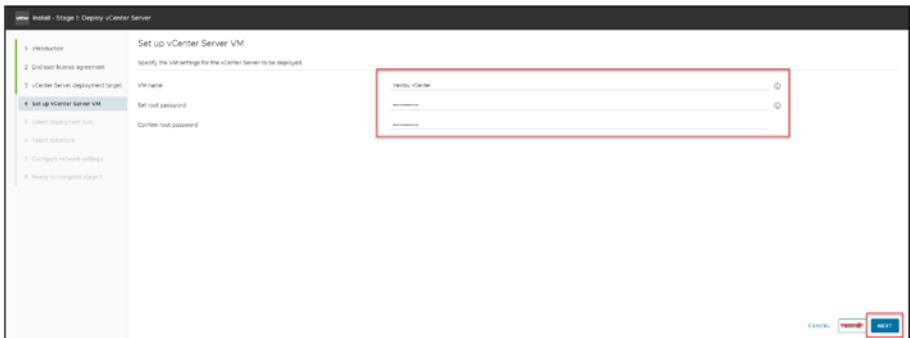 vmw Install - Stage 1: Deploy vCenter Server
1 Introduction
2 End user license agreement
3 vCenter Server deployment target
4 Set up vCenter Server VM
5 Select deployment size
6 Select datastore
7 Configure network settings
8 Ready to complete stage 1
Set up vCenter Server VM
Specify the VM settings for the vCenter Server to be deployed.
VM name
Vembu vCenter
Set root password
Confirm root password
CANCEL
NEXT